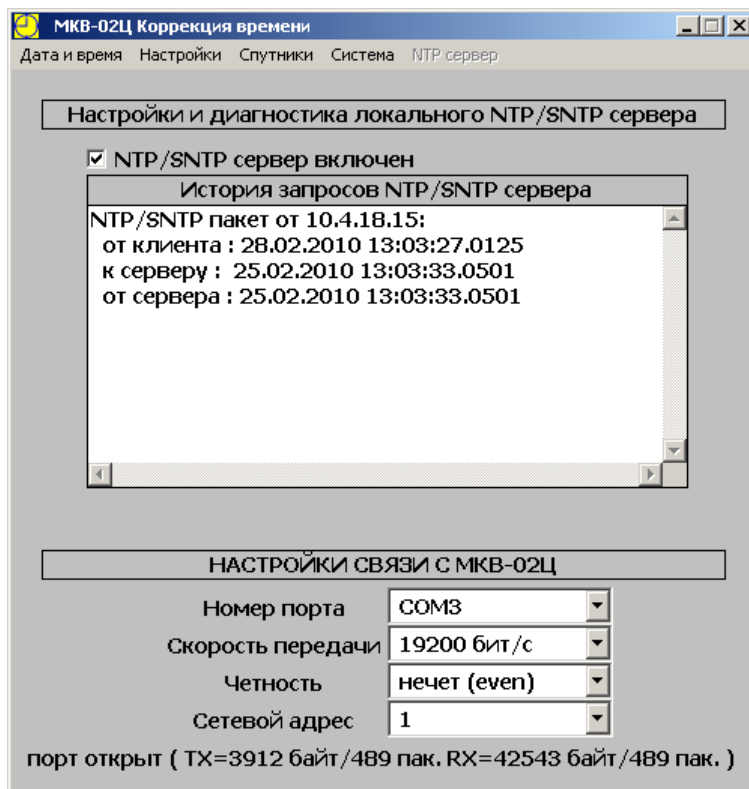 МКВ-02Ц Коррекция времени
Дата и время Настройки Спутники Система NTP сервер
Настройки и диагностика локального NTP/SNTP сервера
NTP/SNTP сервер включен
История запросов NTP/SNTP сервера
NTP/SNTP пакет от 10.4.18.15:
от клиента : 28.02.2010 13:03:27.0125
к серверу : 25.02.2010 13:03:33.0501
от сервера : 25.02.2010 13:03:33.0501
НАСТРОЙКИ СВЯЗИ С МКВ-02Ц
Номер порта COM3
Скорость передачи 19200 бит/с
Четность нечет (even)
Сетевой адрес 1
порт открыт ( TX=3912 байт/489 пак. RX=42543 байт/489 пак. )